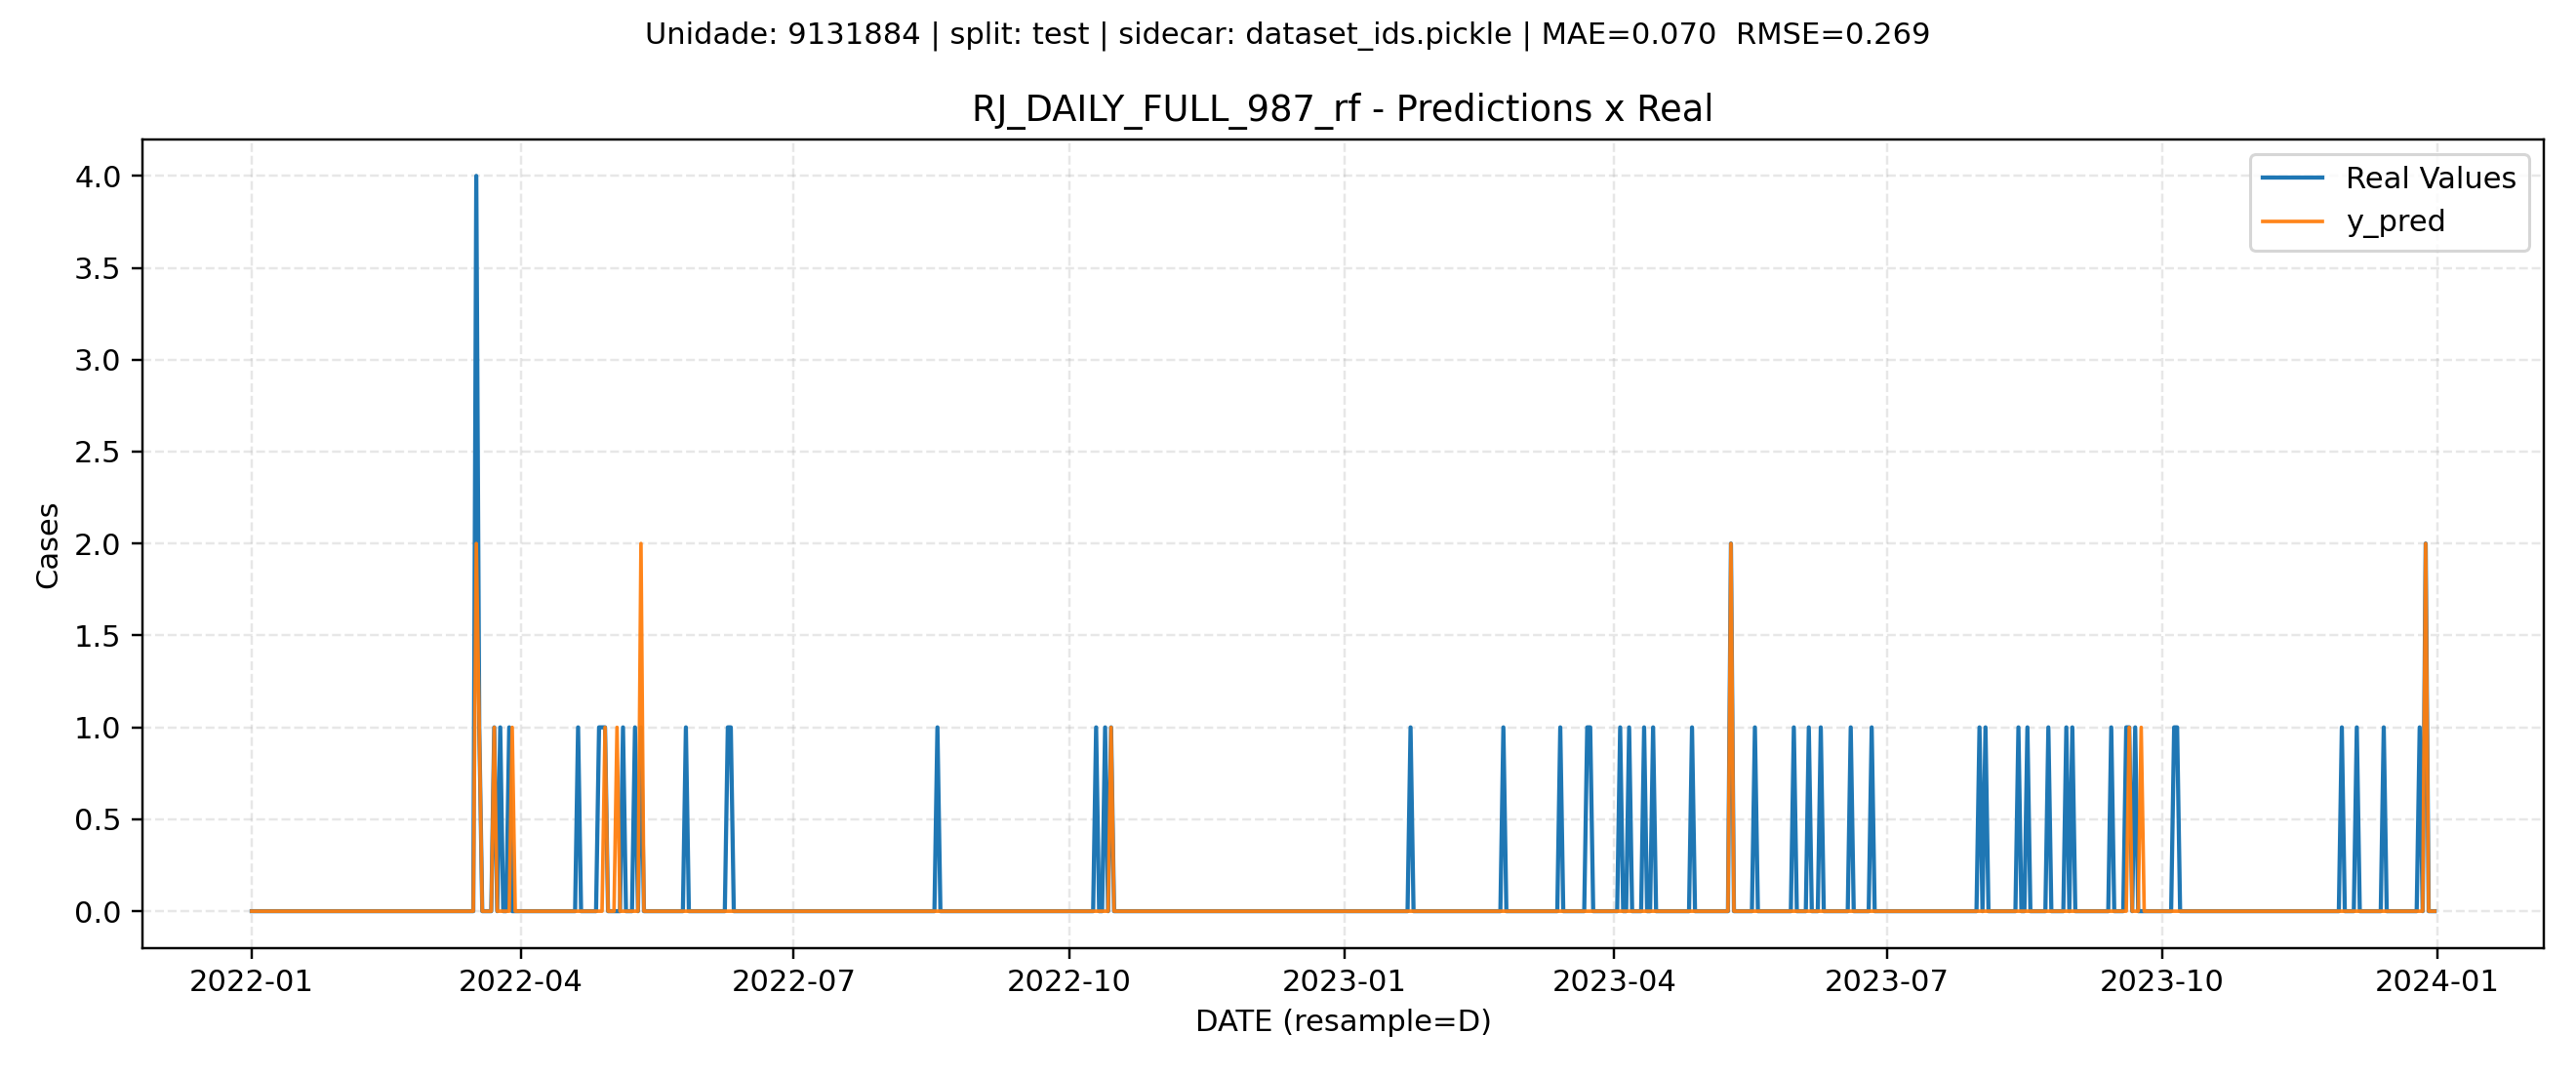 Unidade: 9131884 | split: test | sidecar: dataset_ids.pickle | MAE=0.070  RMSE=0.269
RJ_DAILY_FULL_987_rf - Predictions x Real
Real Values
y_pred
4.0
3.5
3.0
2.5
2.0
1.5
1.0
0.5
0.0
Cases
2022-01 2022-04 2022-07 2022-10 2023-01 2023-04 2023-07 2023-10 2024-01
DATE (resample=D)